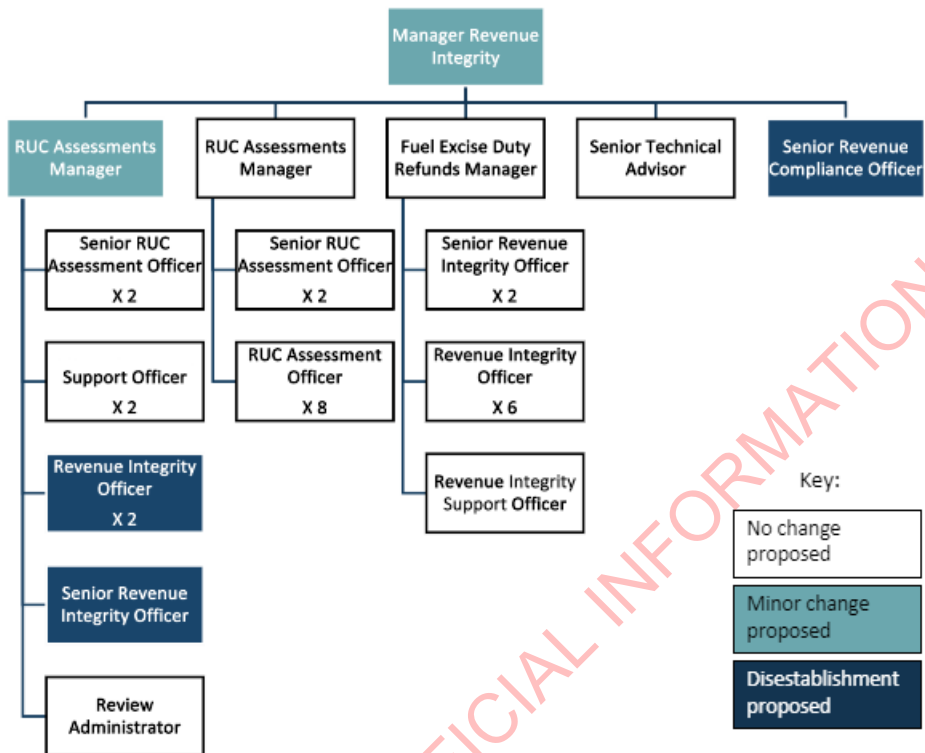 Manager Revenue
Integrity
RUC Assessments
Manager
RUC Assessments
Manager
Fuel Excise Duty
Refunds Manager
Senior Technical
Advisor
Senior Revenue
Compliance Officer
Senior RUC
Assessment Officer
X 2
Support Officer
X 2
Revenue Integrity
Officer
X 2
Senior Revenue
Integrity Officer
Review
Administrator
Senior RUC
Assessment Officer
X 2
RUC Assessment
Officer
X 8
Senior Revenue
Integrity Officer
X 2
Revenue Integrity
Officer
X 6
Revenue Integrity
Support Officer
Key:
No change
proposed
Minor change
proposed
Disestablishment
proposed
OFFICIAL INFORMATION